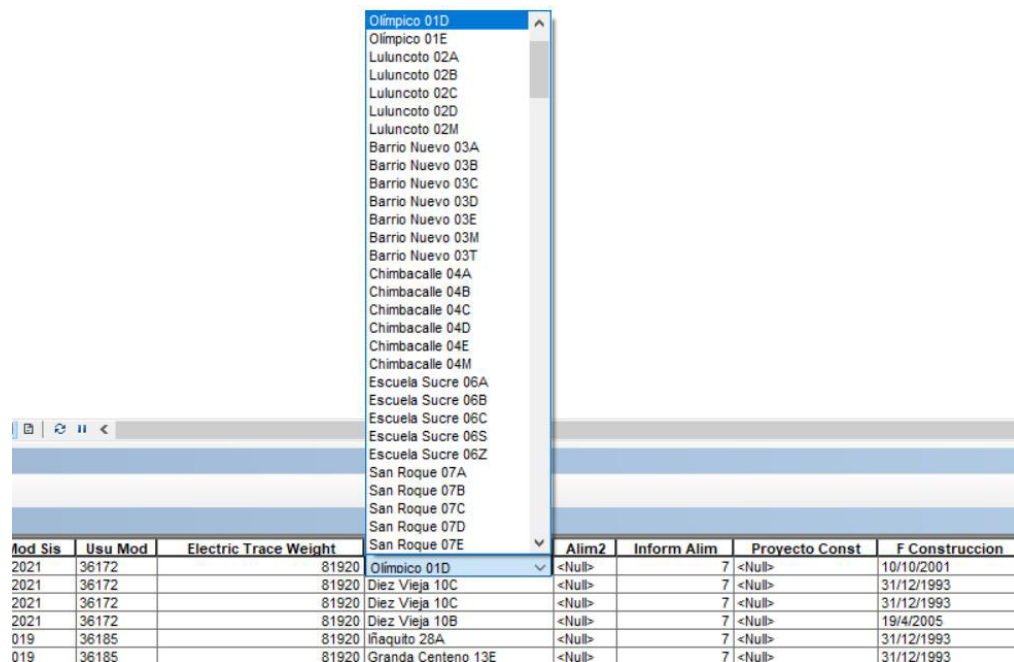 Olímpico 01D
Olímpico 01E
Luluncoto 02A
Luluncoto 02B
Luluncoto 02C
Luluncoto 02D
Luluncoto 02M
Barrio Nuevo 03A
Barrio Nuevo 03B
Barrio Nuevo 03C
Barrio Nuevo 03D
Barrio Nuevo 03E
Barrio Nuevo 03M
Barrio Nuevo 03T
Chimbacalle 04A
Chimbacalle 04B
Chimbacalle 04C
Chimbacalle 04D
Chimbacalle 04E
Chimbacalle 04M
Escuela Sucre 06A
Escuela Sucre 06B
Escuela Sucre 06C
Escuela Sucre 06S
Escuela Sucre 06Z
San Roque 07A
San Roque 07B
San Roque 07C
San Roque 07D
San Roque 07E
Mod Sis Usu Mod Electric Trace Weight Alim2 Inform Alim Proyecto Const F Construccion
2021 36172 81920 Olímpico 01D <Null> 7 <Null> 10/10/2001
2021 36172 81920 Diez Vieja 10C <Null> 7 <Null> 31/12/1993
2021 36172 81920 Diez Vieja 10C <Null> 7 <Null> 31/12/1993
2021 36172 81920 Diez Vieja 10B <Null> 7 <Null> 19/4/2005
019 36185 81920 Iñaquito 28A <Null> 7 <Null> 31/12/1993
019 36185 81920 Granda Centeno 13E <Null> 7 <Null> 31/12/1993